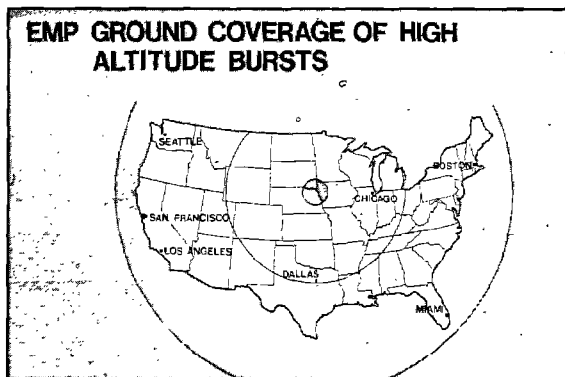 EMP GROUND COVERAGE OF HIGH
ALTITUDE BURSTS
SEATTLE
BOSTON
CHICAGO
SAN FRANCISCO
LOS ANGELES
DALLAS
MIAMI